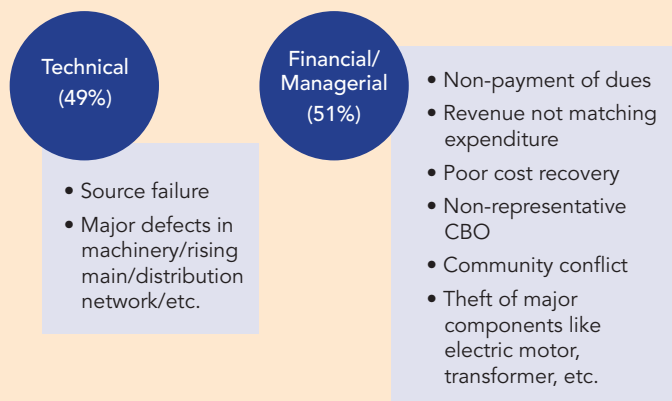 Technical
(49%)
• Source failure
• Major defects in
machinery/rising
main/distribution
network/etc.
Financial/
Managerial
(51%)
• Non-payment of dues
• Revenue not matching
expenditure
• Poor cost recovery
• Non-representative
CBO
• Community conflict
• Theft of major
components like
electric motor,
transformer, etc.